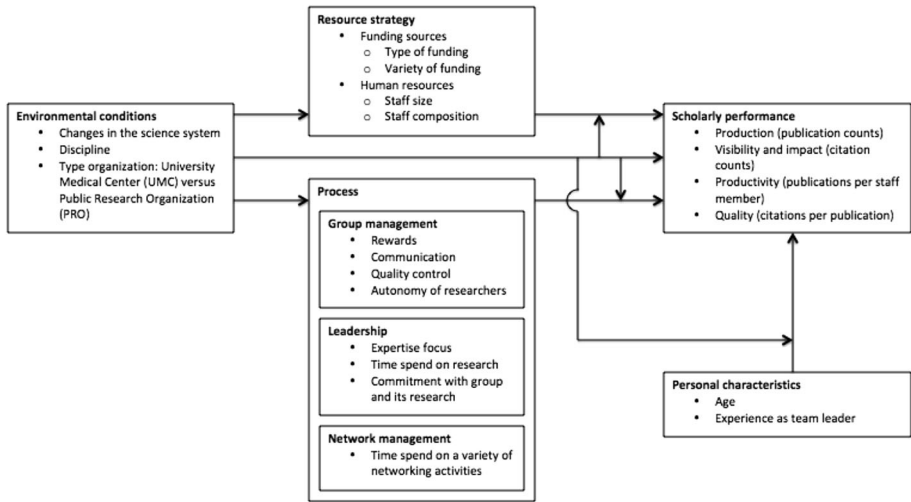 Resource strategy
• Funding sources
o Type of funding
o Variety of funding
• Human resources
o Staff size
o Staff composition
Environmental conditions
• Changes in the science system
• Discipline
• Type organization: University
Medical Center (UMC) versus
Public Research Organization
(PRO)
Scholarly performance
• Production (publication counts)
• Visibility and impact (citation
counts)
• Productivity (publications per staff
member)
• Quality (citations per publication)
Process
Group management
• Rewards
• Communication
• Quality control
• Autonomy of researchers
Leadership
• Expertise focus
• Time spend on research
• Commitment with group
and its research
Network management
• Time spend on a variety of
networking activities
Personal characteristics
• Age
• Experience as team leader